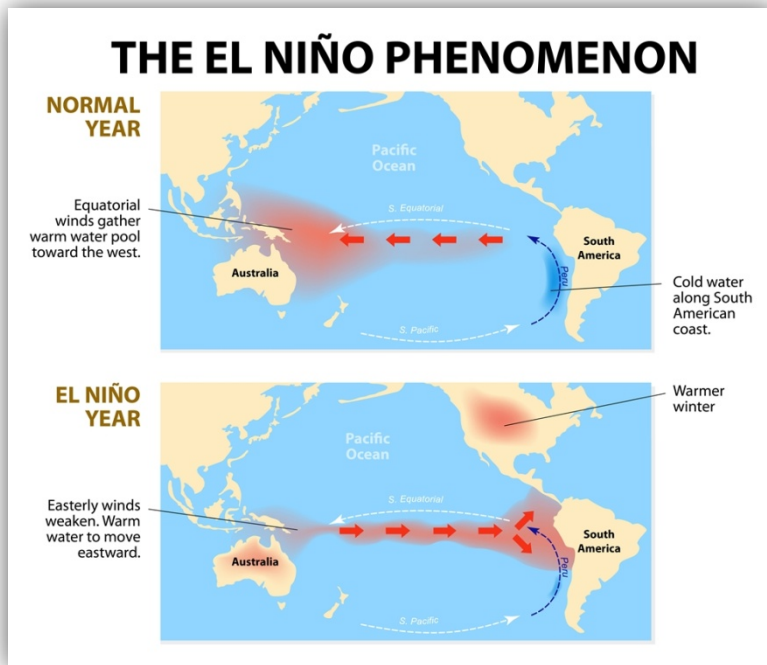 THE EL NIÑO PHENOMENON
NORMAL
YEAR
Pacific
Ocean
Equatorial
winds gather
warm water pool
toward the west.
S. Equatorial
Australia
South
America
Peru
Cold water
along South
American
coast.
S. Pacific
EL NIÑO
YEAR
Warmer
winter
Pacific
Ocean
Easterly winds
weaken. Warm
water to move
eastward.
S. Equatorial
Australia
South
America
Peru
S. Pacific